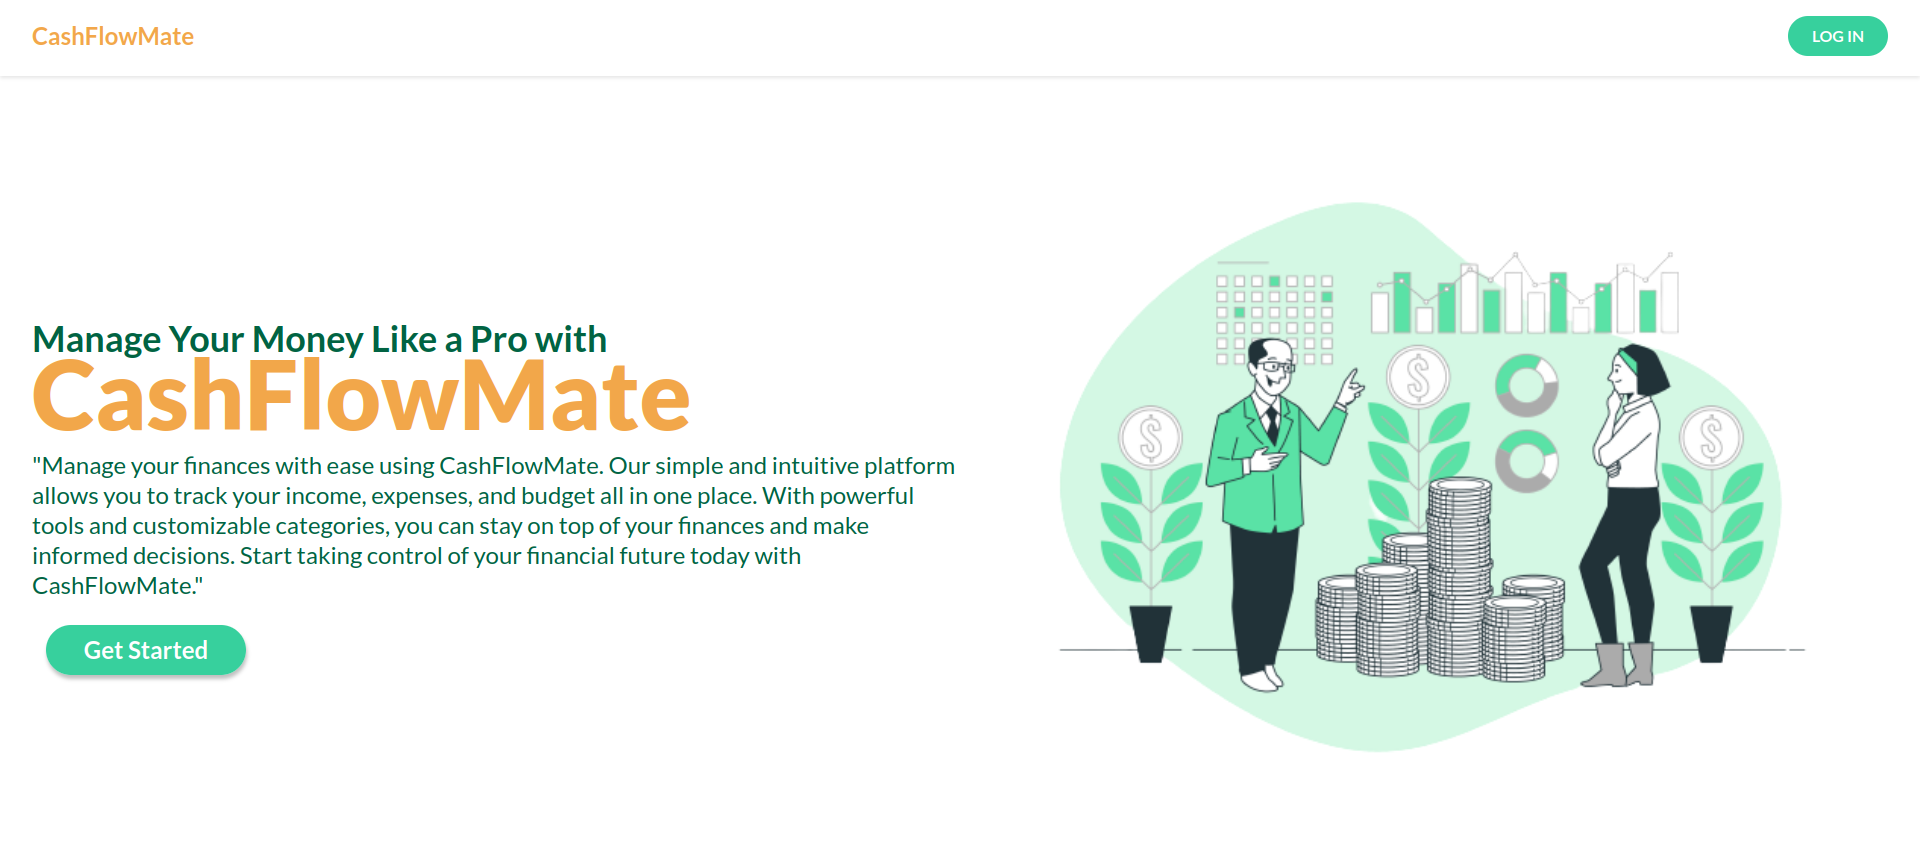 CashFlowMate
LOG IN
Manage Your Money Like a Pro with
CashFlowMate
"Manage your finances with ease using CashFlowMate. Our simple and intuitive platform
allows you to track your income, expenses, and budget all in one place. With powerful
tools and customizable categories, you can stay on top of your finances and make
informed decisions. Start taking control of your financial future today with
CashFlowMate."
Get Started
$
$
$